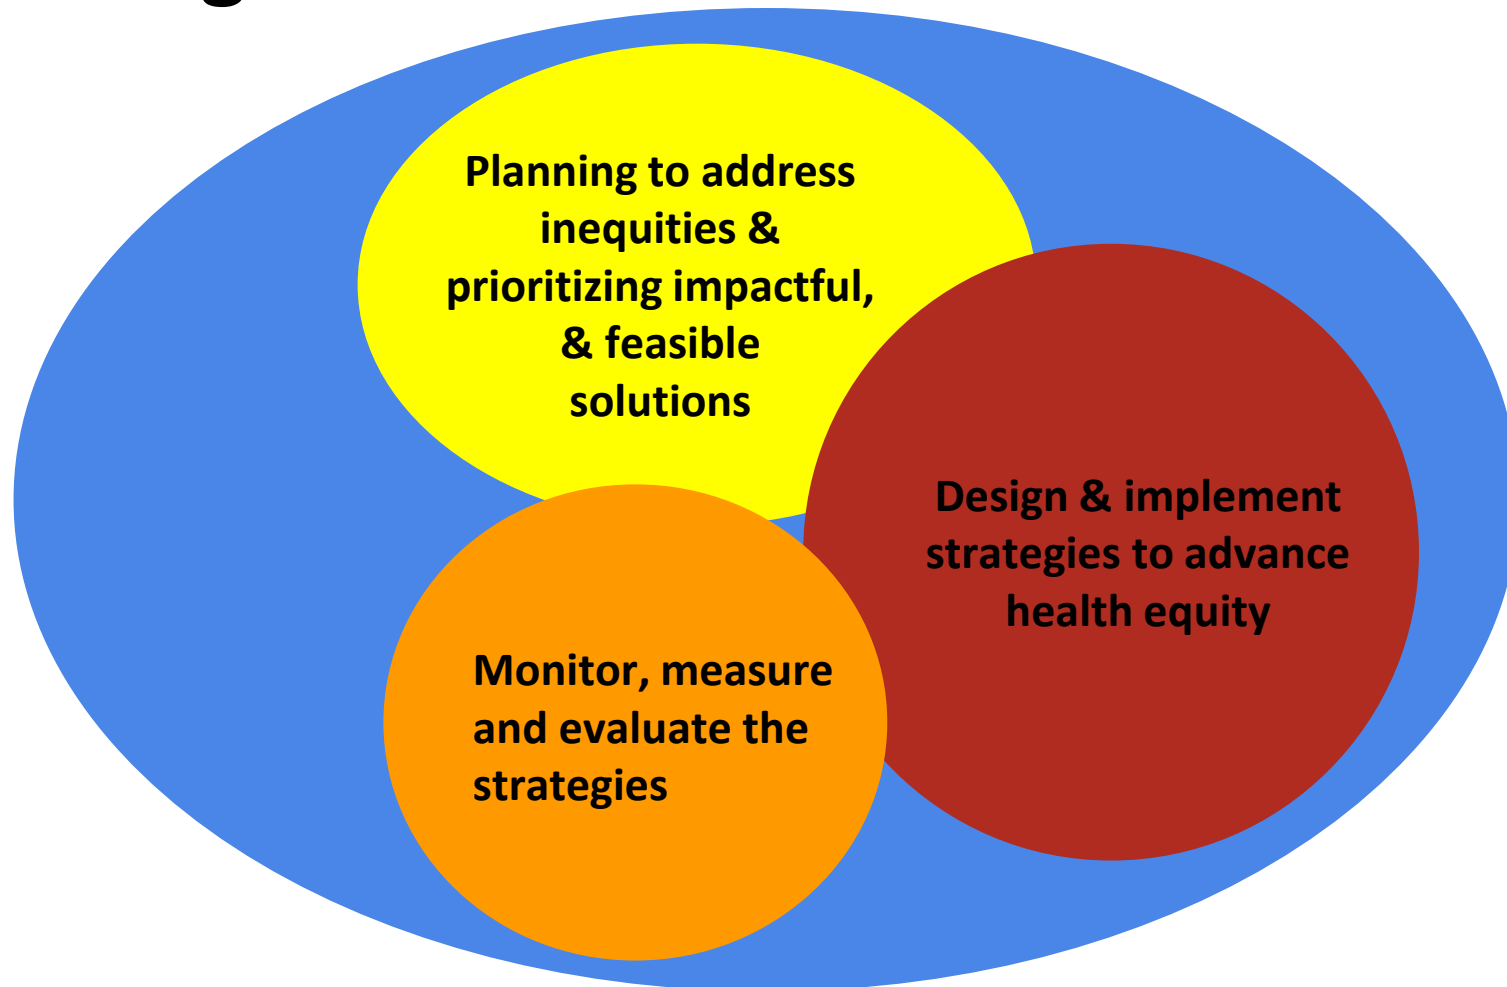 Planning to address
inequities &
prioritizing impactful,
& feasible
solutions
Design & implement
strategies to advance
health equity
Monitor, measure
and evaluate the
strategies